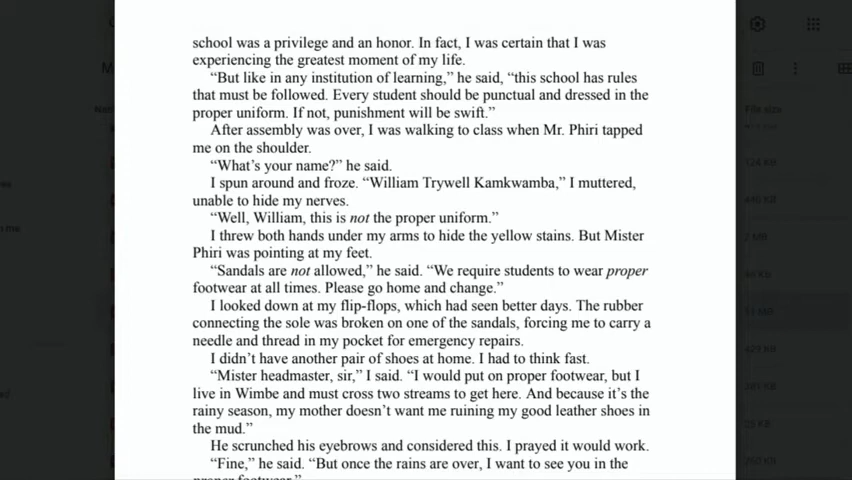 school was a privilege and an honor. In fact, I was certain that I was
experiencing the greatest moment of my life.
“But like in any institution of learning,” he said, “this school has rules
that must be followed. Every student should be punctual and dressed in the
proper uniform. If not, punishment will be swift.”
After assembly was over, I was walking to class when Mr. Phiri tapped
me on the shoulder.
“What’s your name?” he said.
I spun around and froze. “William Trywell Kamkwamba,” I muttered,
unable to hide my nerves.
“Well, William, this is not the proper uniform.”
I threw both hands under my arms to hide the yellow stains. But Mister
Phiri was pointing at my feet.
“Sandals are not allowed,” he said. “We require students to wear proper
footwear at all times. Please go home and change.”
I looked down at my flip-flops, which had seen better days. The rubber
connecting the sole was broken on one of the sandals, forcing me to carry a
needle and thread in my pocket for emergency repairs.
I didn’t have another pair of shoes at home. I had to think fast.
“Mister headmaster, sir,” I said. “I would put on proper footwear, but I
live in Wimbe and must cross two streams to get here. And because it’s the
rainy season, my mother doesn’t want me ruining my good leather shoes in
the mud.”
He scrunched his eyebrows and considered this. I prayed it would work.
“Fine,” he said. “But once the rains are over, I want to see you in the
proper footwear.”
File size
124 KB